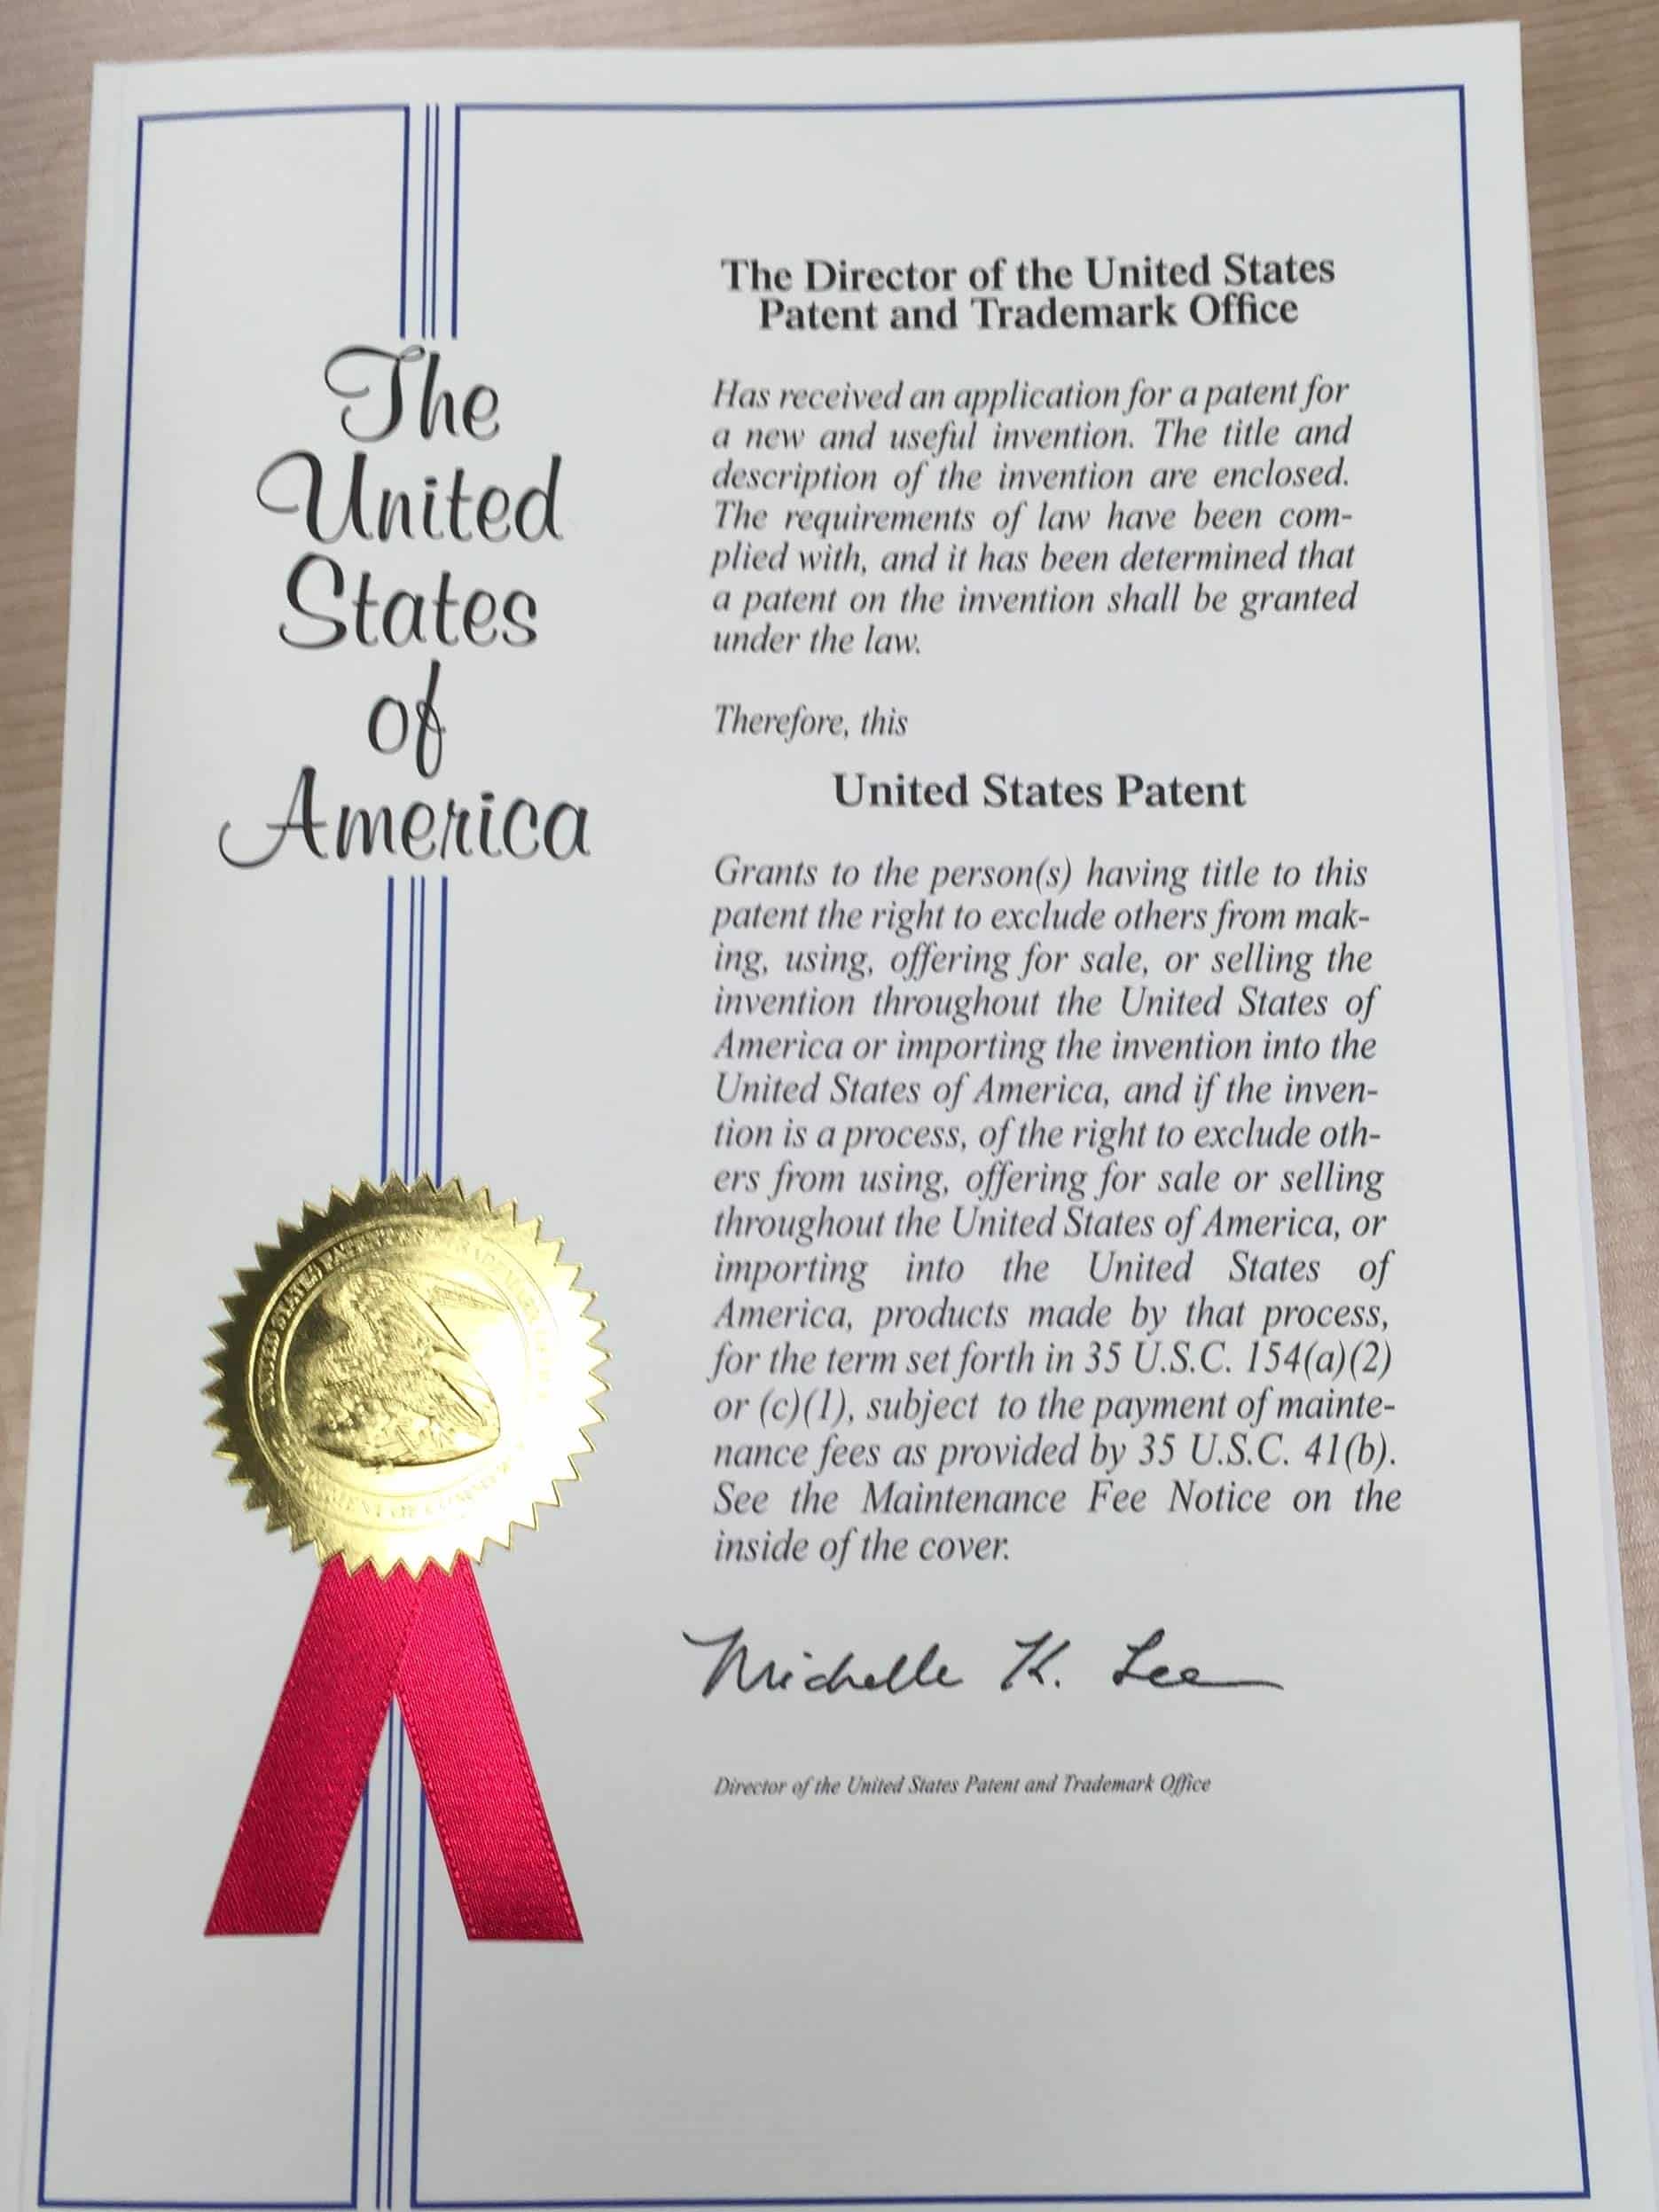 The
United
States
of
America
The Director of the United States
Patent and Trademark Office
Has received an application for a patent for
a new and useful invention. The title and
description of the invention are enclosed.
The requirements of law have been com-
plied with, and it has been determined that
a patent on the invention shall be granted
under the law.
Therefore, this
United States Patent
Grants to the person(s) having title to this
patent the right to exclude others from mak-
ing, using, offering for sale, or selling the
invention throughout the United States of
America or importing the invention into the
United States of America, and if the inven-
tion is a process, of the right to exclude oth-
ers from using, offering for sale or selling
throughout the United States of America, or
importing into the United States of
America, products made by that process,
for the term set forth in 35 U.S.C. 154(a)(2)
or (c)(1), subject to the payment of mainte-
nance fees as provided by 35 U.S.C. 41(b).
See the Maintenance Fee Notice on the
inside of the cover.
Michelle K. Lee
Director of the United States Patent and Trademark Office